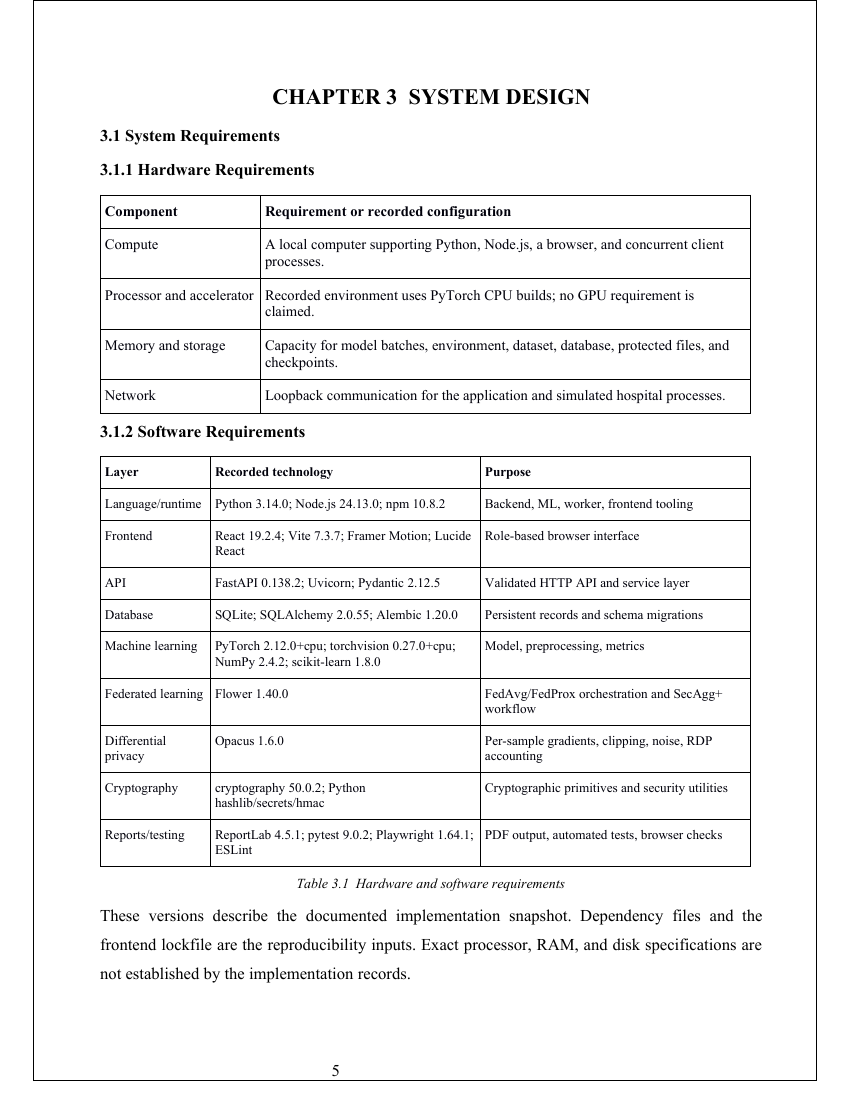 CHAPTER 3  SYSTEM DESIGN
3.1 System Requirements
3.1.1 Hardware Requirements
Component Requirement or recorded configuration
Compute A local computer supporting Python, Node.js, a browser, and concurrent client
processes.
Processor and accelerator Recorded environment uses PyTorch CPU builds; no GPU requirement is
claimed.
Memory and storage Capacity for model batches, environment, dataset, database, protected files, and
checkpoints.
Network Loopback communication for the application and simulated hospital processes.
3.1.2 Software Requirements
Layer Recorded technology Purpose
Language/runtime Python 3.14.0; Node.js 24.13.0; npm 10.8.2 Backend, ML, worker, frontend tooling
Frontend React 19.2.4; Vite 7.3.7; Framer Motion; Lucide Role-based browser interface
React
API FastAPI 0.138.2; Uvicorn; Pydantic 2.12.5 Validated HTTP API and service layer
Database SQLite; SQLAlchemy 2.0.55; Alembic 1.20.0 Persistent records and schema migrations
Machine learning PyTorch 2.12.0+cpu; torchvision 0.27.0+cpu; Model, preprocessing, metrics
NumPy 2.4.2; scikit-learn 1.8.0
Federated learning Flower 1.40.0 FedAvg/FedProx orchestration and SecAgg+
workflow
Differential Opacus 1.6.0 Per-sample gradients, clipping, noise, RDP
privacy accounting
Cryptography cryptography 50.0.2; Python Cryptographic primitives and security utilities
hashlib/secrets/hmac
Reports/testing ReportLab 4.5.1; pytest 9.0.2; Playwright 1.64.1; PDF output, automated tests, browser checks
ESLint
Table 3.1  Hardware and software requirements
These versions describe the documented implementation snapshot. Dependency files and the
frontend lockfile are the reproducibility inputs. Exact processor, RAM, and disk specifications are
not established by the implementation records.
5